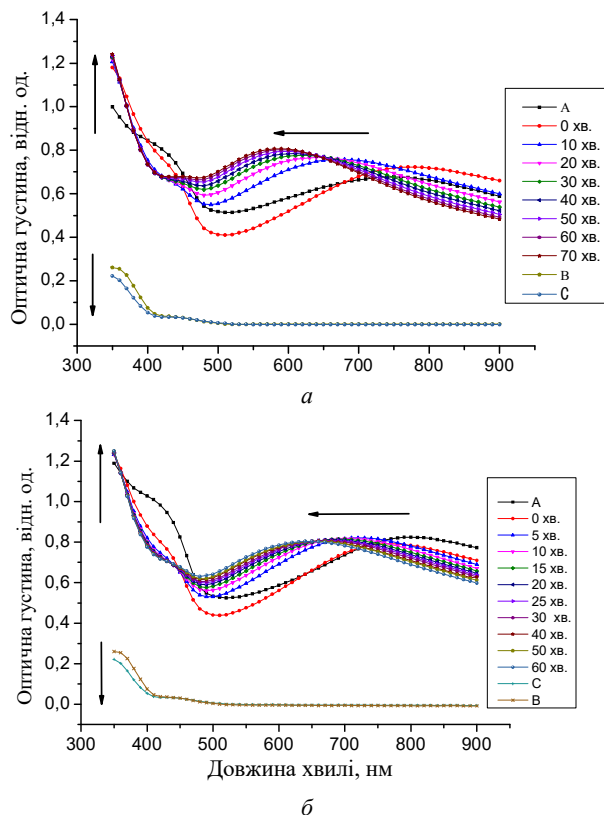 1,4
1,2
1,0
0,8
0,6
0,4
0,2
0,0
Оптична густина, відн. од.
300 400 500 600 700 800 900
A
0 хв.
10 хв.
20 хв.
30 хв.
40 хв.
50 хв.
60 хв.
70 хв.
B
C
а
1,4
1,2
1,0
0,8
0,6
0,4
0,2
0,0
Оптична густина, відн. од.
300 400 500 600 700 800 900
Довжина хвилі, нм
A
0 хв.
5 хв.
10 хв.
15 хв.
20 хв.
25 хв.
30 хв.
40 хв.
50 хв.
60 хв.
C
B
б